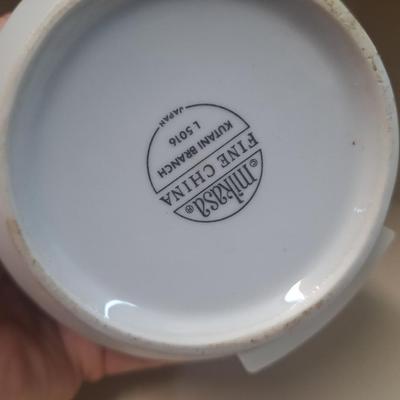 © mikasa ®
FINE CHINA
KUTANI BRANCH
L 5016
JAPAN